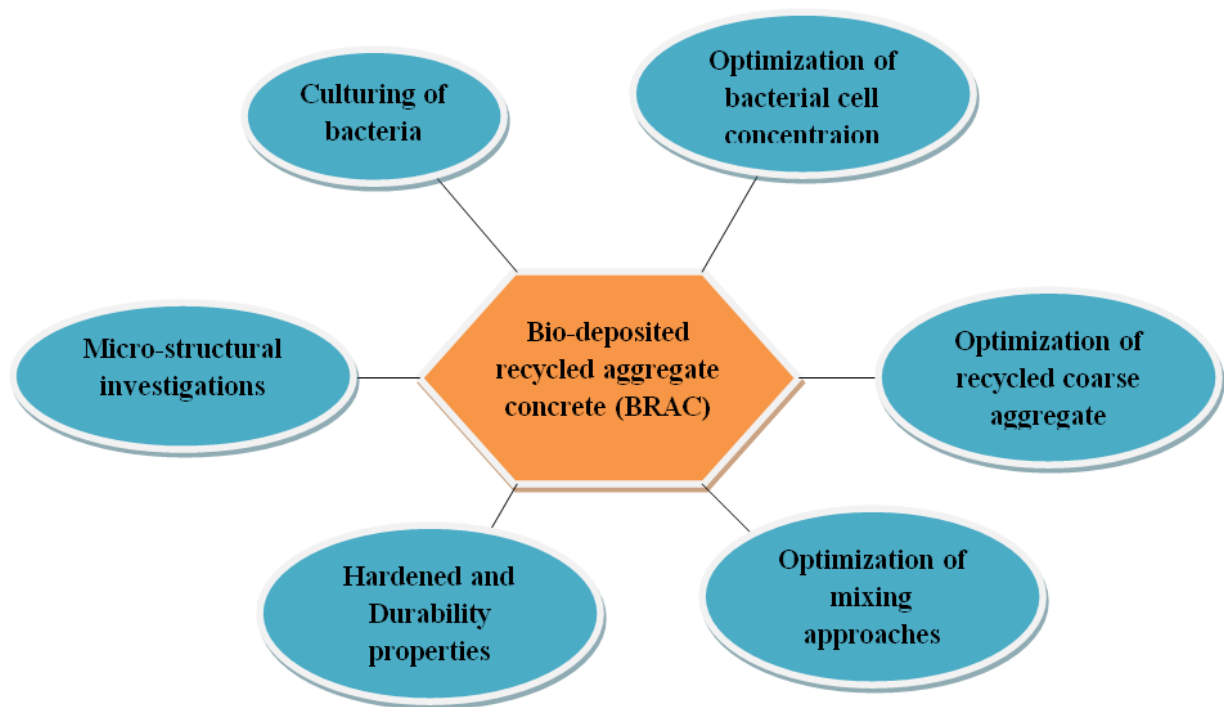 Culturing of
bacteria
Optimization of
bacterial cell
concentraion
Micro-structural
investigations
Bio-deposited
recycled aggregate
concrete (BRAC)
Optimization of
recycled coarse
aggregate
Hardened and
Durability
properties
Optimization of
mixing
approaches